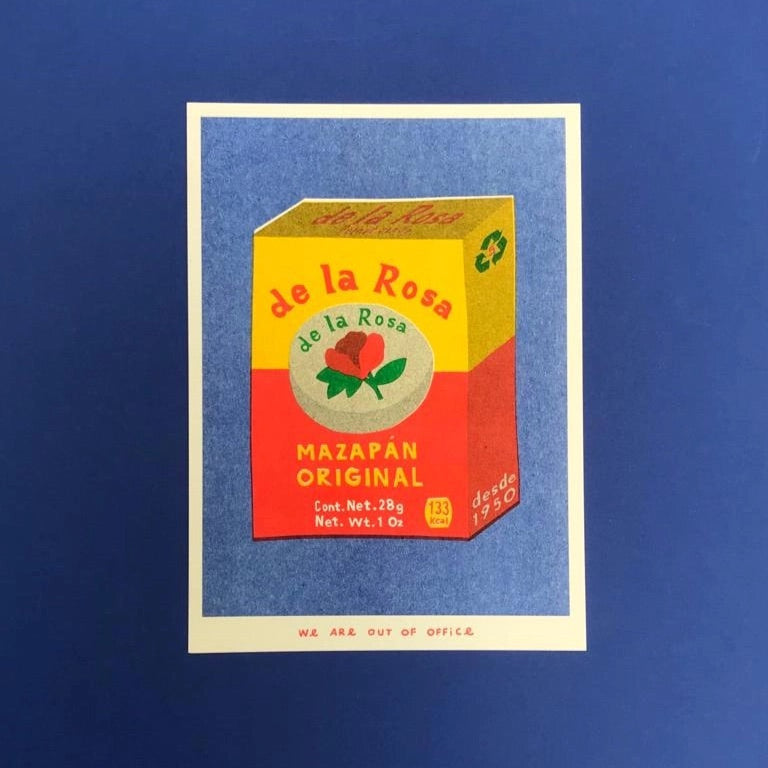 de la Rosa
de la Rosa
de la Rosa
MAZAPÁN
ORIGINAL
Cont. Net. 28g
Net. Wt. 1 Oz
133
kcal
desde
1950
We ARe OUT OF OFFiCe